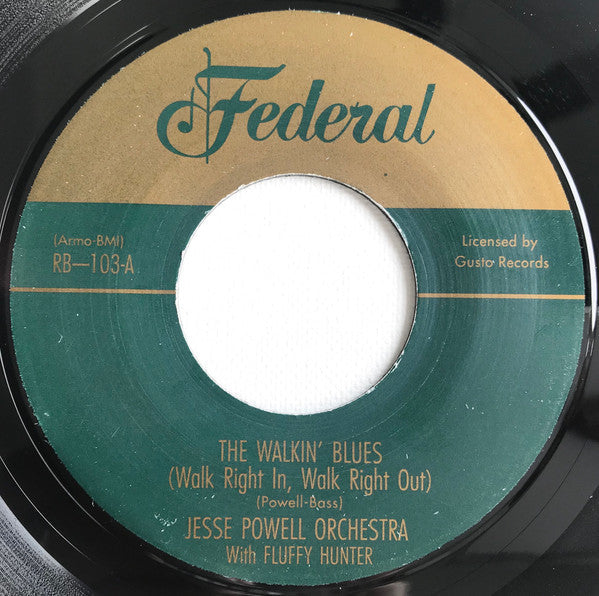 Federal
(Armo-BMI)
RB—103-A
Licensed by
Gusto Records
THE WALKIN' BLUES
(Walk Right In, Walk Right Out)
(Powell-Bass)
JESSE POWELL ORCHESTRA
With FLUFFY HUNTER